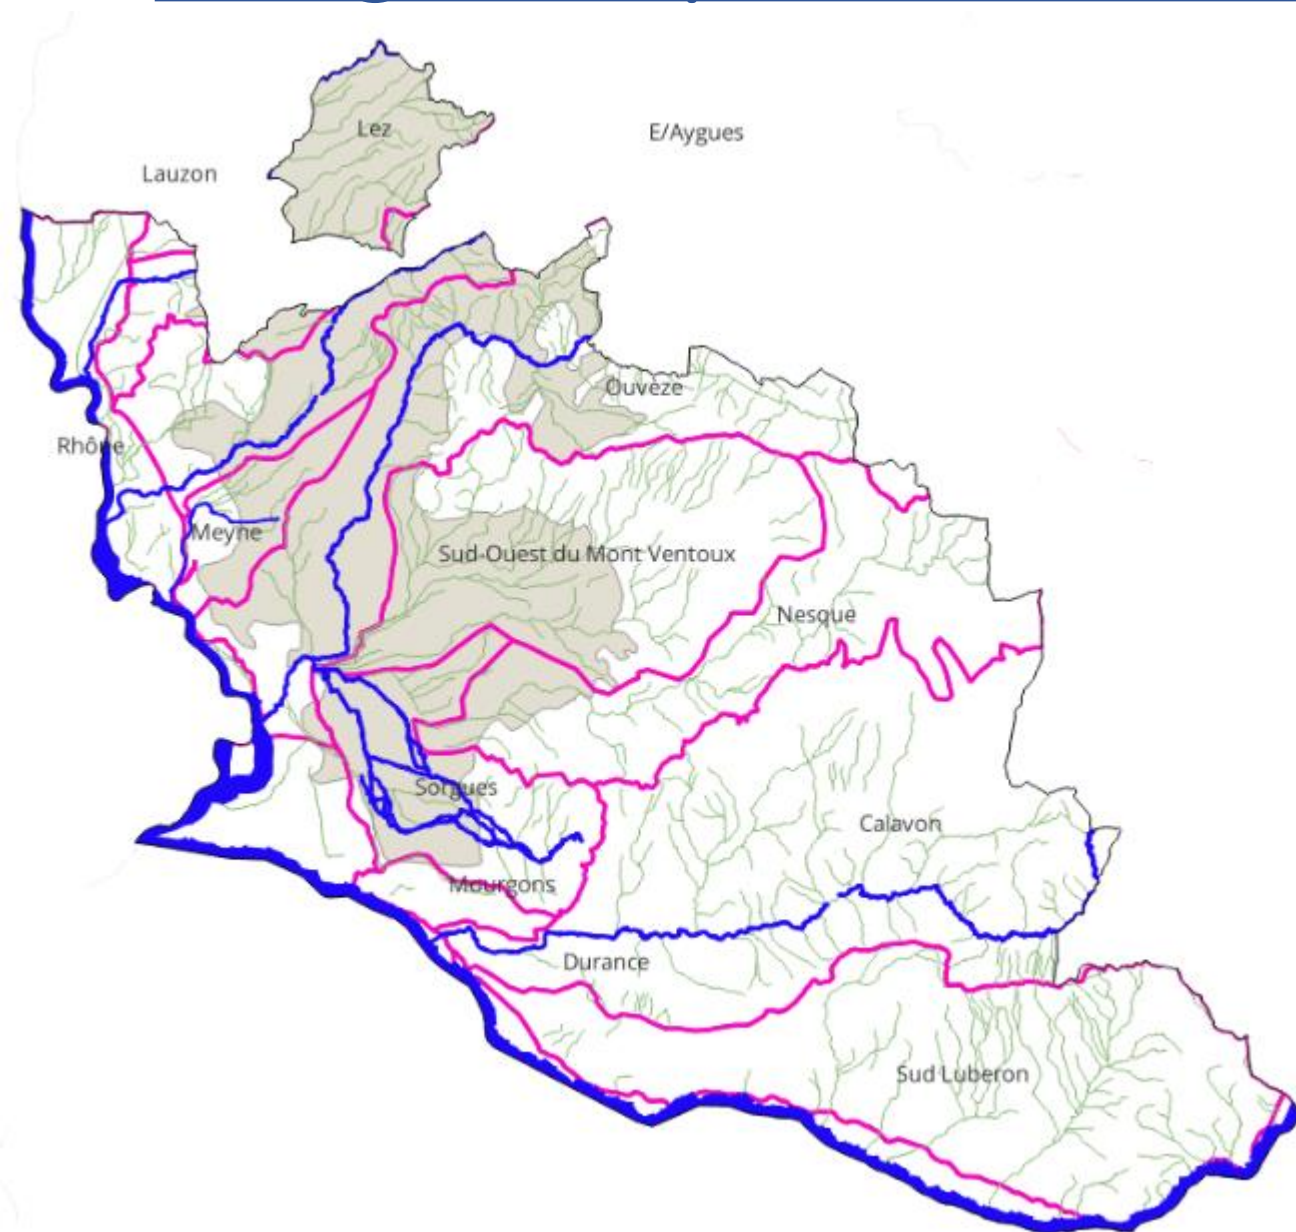 Lez
E/Aygues
Lauzon
Ouvèze
Rhône
Meyne
Sud-Ouest du Mont Ventoux
Nesque
Sorgues
Calavon
Mourgons
Durance
Sud Luberon